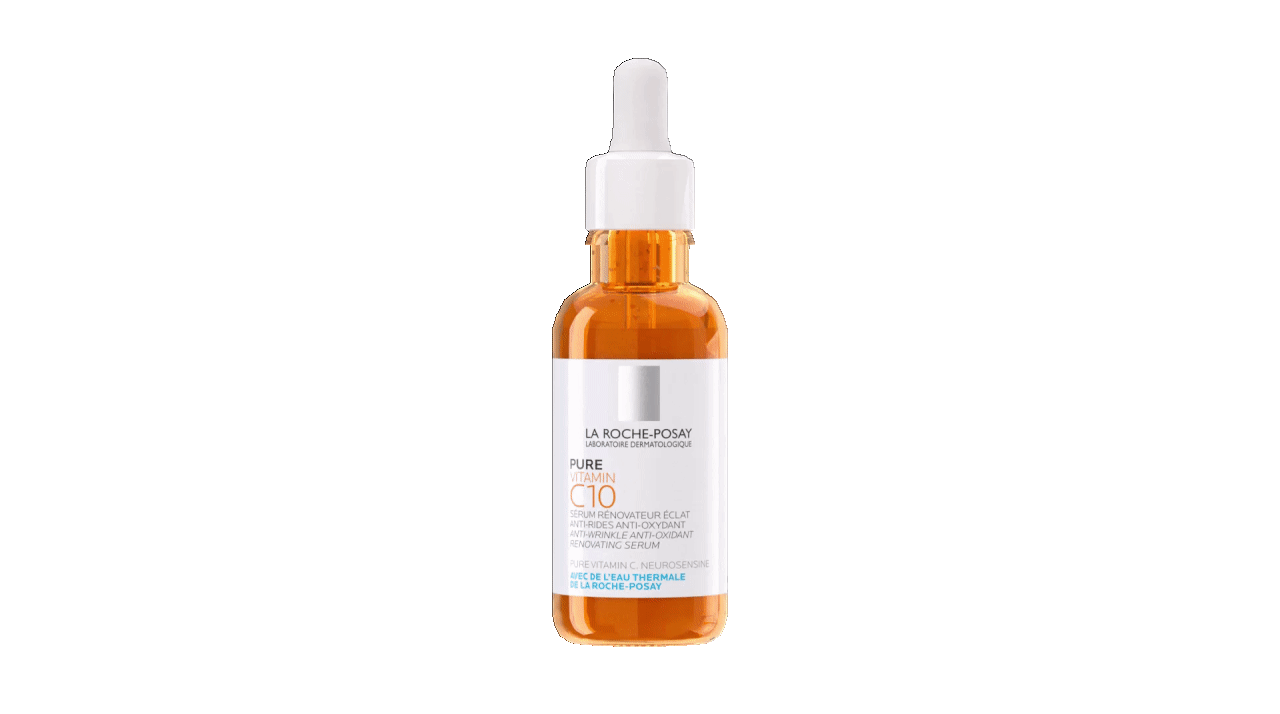 LA ROCHE-POSAY
LABORATOIRE DERMATOLOGIQUE
PURE
VITAMIN
C10
SERUM RÉNOVATEUR ÉCLAT
ANTI-RIDES ANTI-OXYDANT
ANTI-WRINKLE ANTI-OXIDANT
RENOVATING SERUM
PURE VITAMIN C. NEUROSENSINE
AVEC DE L'EAU THERMALE
DE LA ROCHE-POSAY